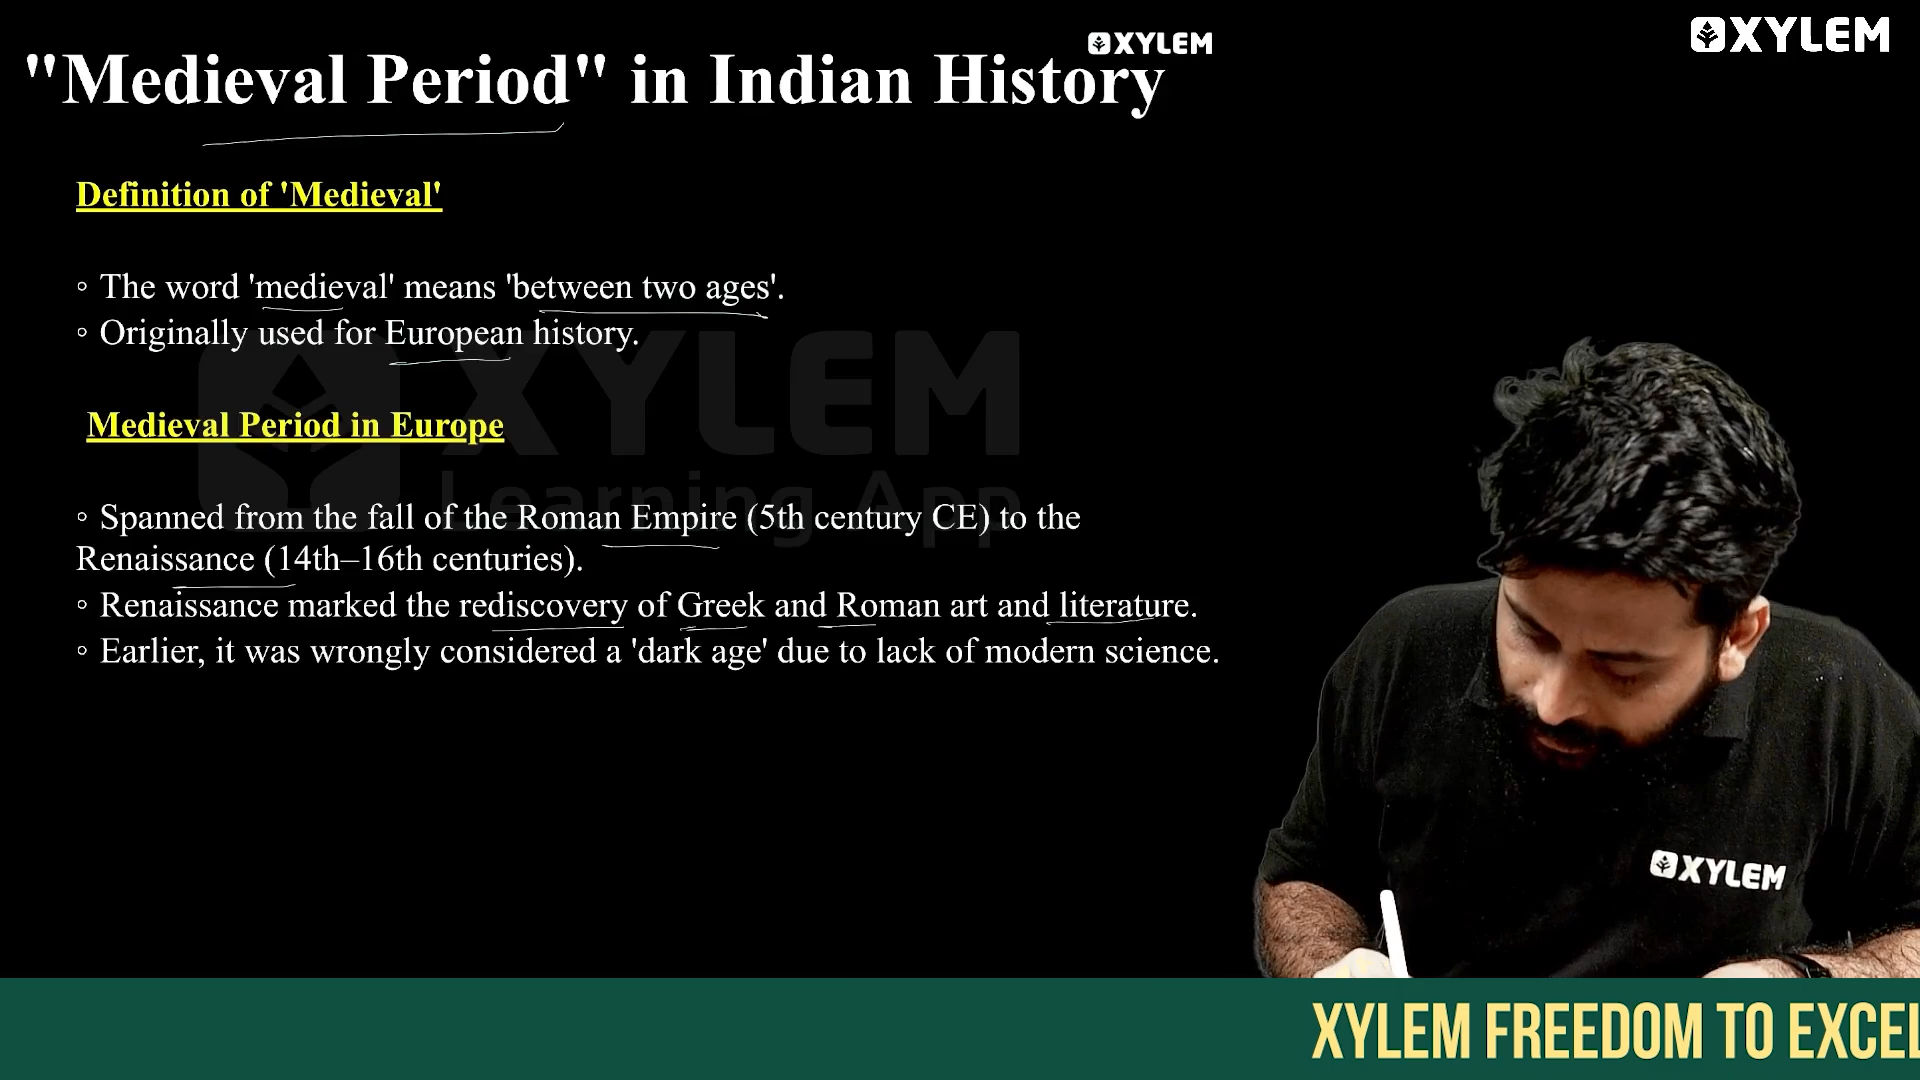 XYLEM
XYLEM
"Medieval Period" in Indian History
Definition of 'Medieval'
◦ The word 'medieval' means 'between two ages'.
◦ Originally used for European history.
XYLEM
Learning App
Medieval Period in Europe
◦ Spanned from the fall of the Roman Empire (5th century CE) to the
Renaissance (14th–16th centuries).
◦ Renaissance marked the rediscovery of Greek and Roman art and literature.
◦ Earlier, it was wrongly considered a 'dark age' due to lack of modern science.
XYLEM
XYLEM FREEDOM TO EXCEL